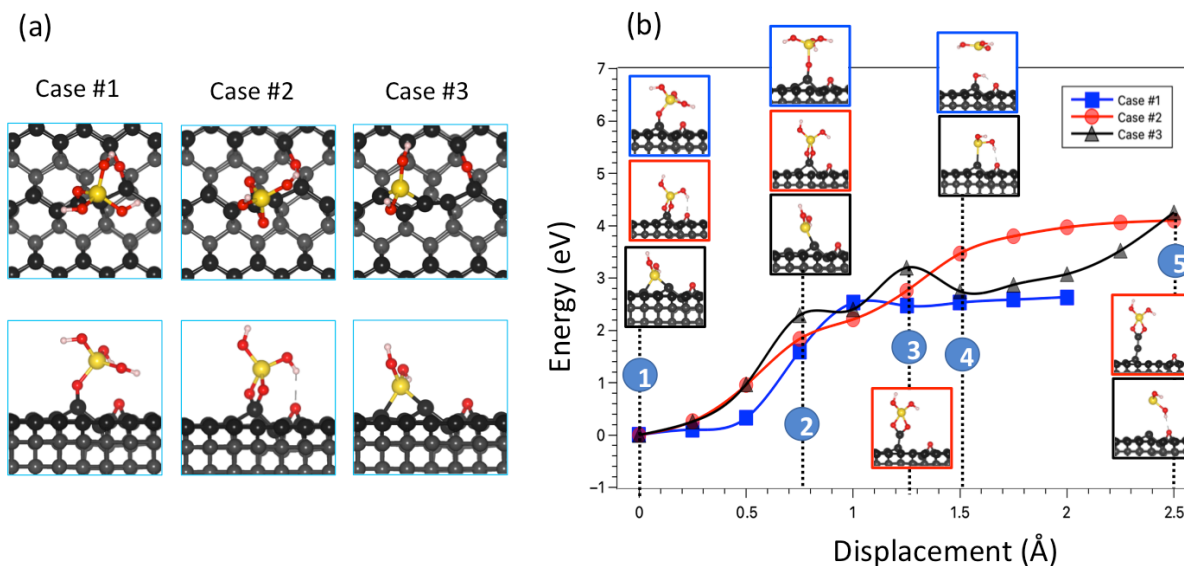 (a)
Case #1
Case #2
Case #3
(b)
Energy (eV)
7
6
5
4
3
2
1
0
−1
Case #1
Case #2
Case #3
1
2
3
4
5
0
0.5
1
1.5
2
2.5
Displacement (Å)